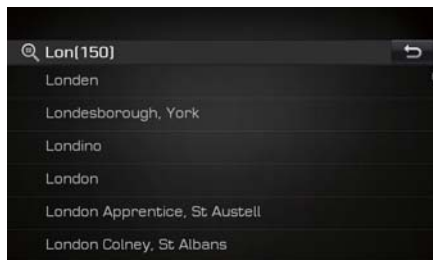 Lon(150)
Londen
Londesborough, York
Londino
London
London Apprentice, St Austell
London Colney, St Albans